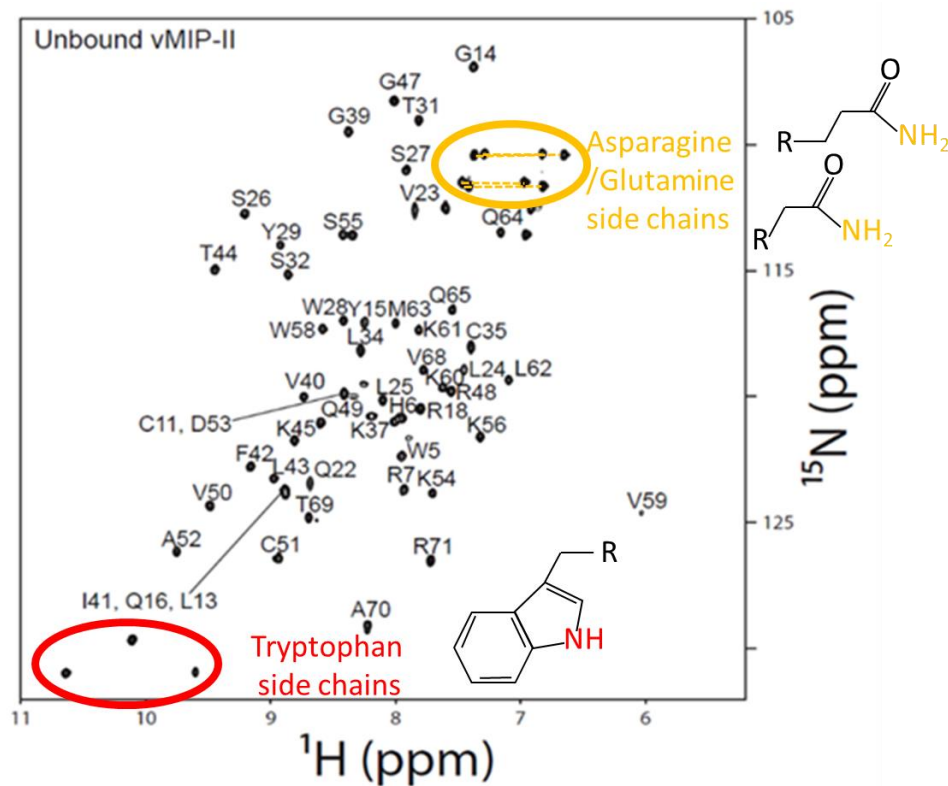 105
Unbound vMIP-II
G14
G47
T31
G39
O
R
NH₂
Asparagine
/Glutamine
side chains
S27
V23
O
R
NH₂
S26
Q64
Y29
S55
T44
S32
115
Q65
W28
Y15
M63
W58
K61
C35
L34
V68
L24
L62
K60
V40
L25
R48
C11, D53
Q49
H6
R18
K45
K37
K56
F42
W5
L43
Q22
R7
K54
V50
T69
V59
125
A52
C51
R71
R
I41, Q16, L13
A70
NH
Tryptophan
side chains
¹⁵N (ppm)
11
10
9
8
7
6
¹H (ppm)